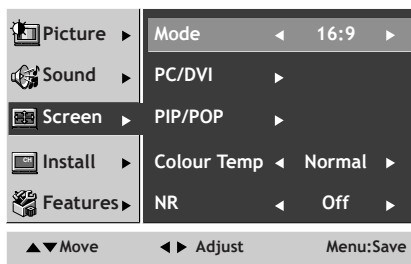 Picture
Sound
Screen
Install
Features
Mode 16:9
PC/DVI
PIP/POP
Colour Temp Normal
NR Off
Move Adjust Menu:Save